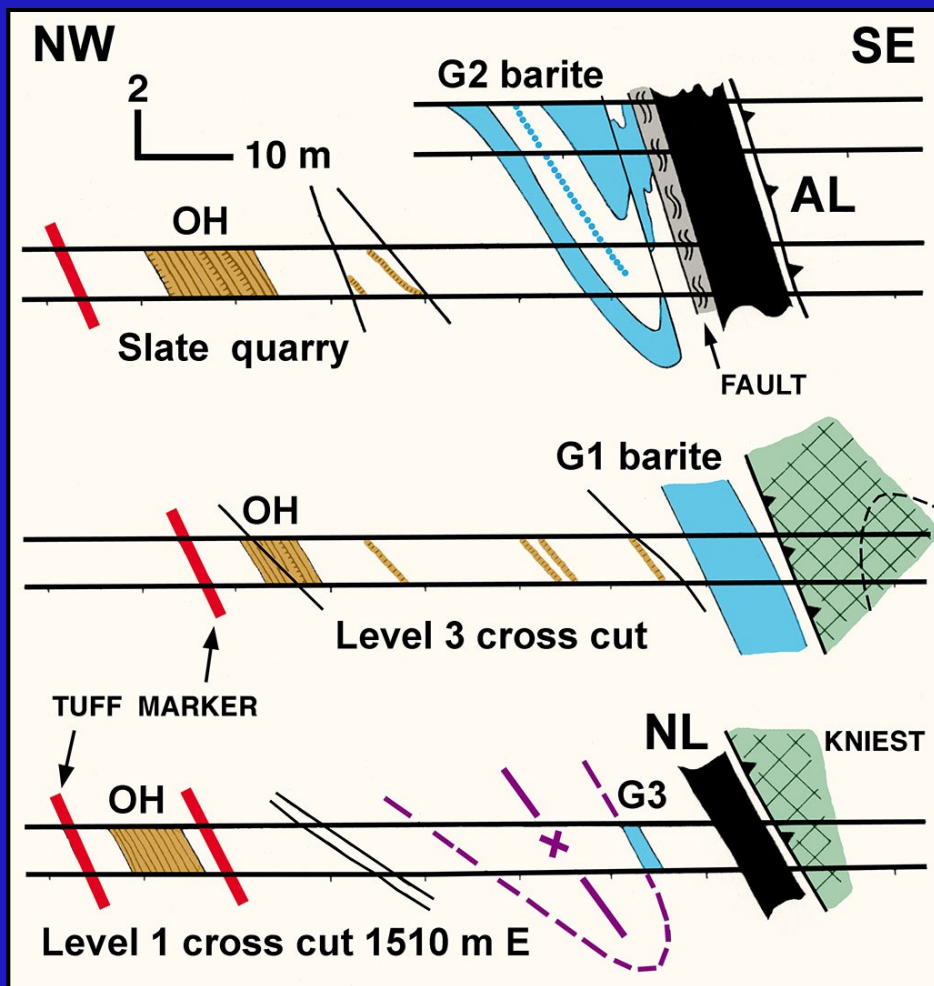 NW
SE
G2 barite
2
10 m
AL
OH
Slate quarry
FAULT
G1 barite
OH
Level 3 cross cut
TUFF MARKER
NL
KNIEST
OH
G3
Level 1 cross cut 1510 m E